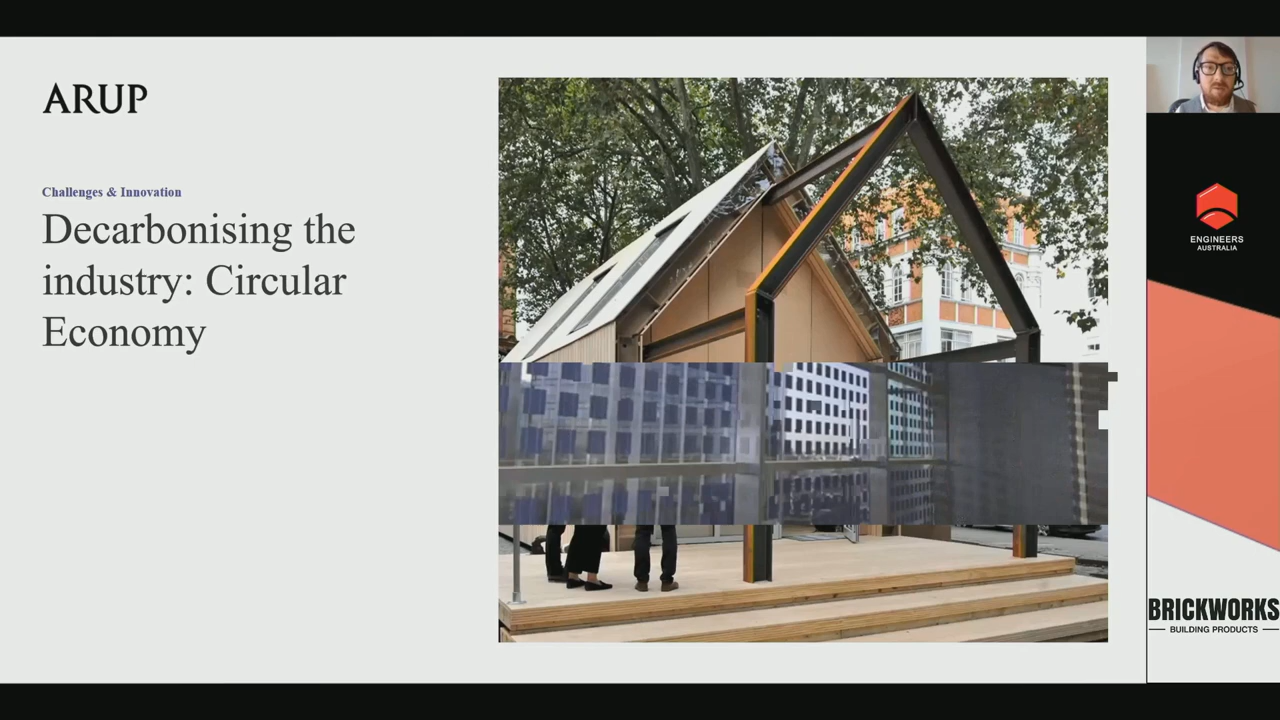 ARUP
Challenges & Innovation
Decarbonising the
industry: Circular
Economy
ENGINEERS
AUSTRALIA
BRICKWORKS
BUILDING PRODUCTS